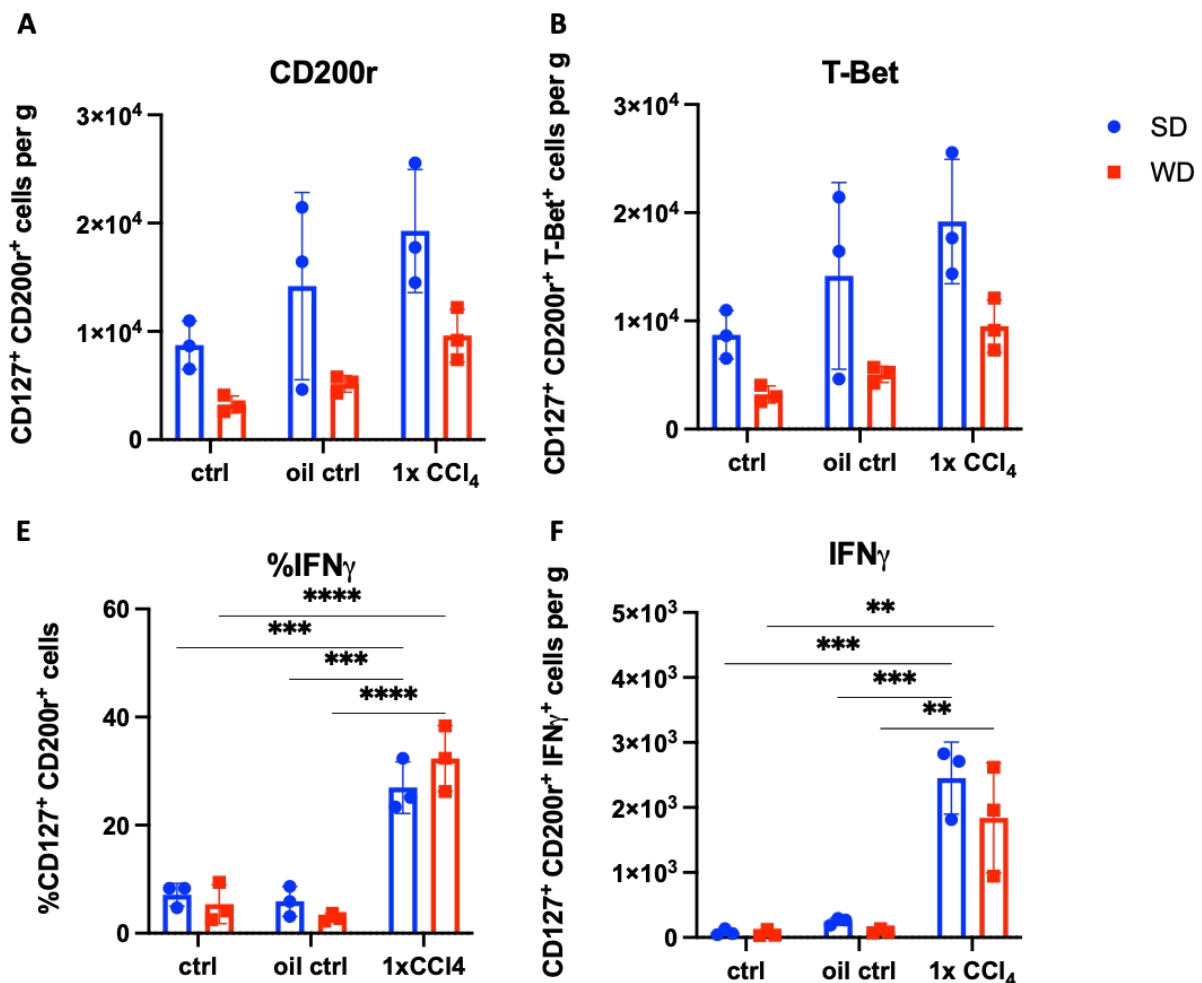 A
CD200r
CD127⁺ CD200r⁺ cells per g
3×10⁴
2×10⁴
1×10⁴
0
ctrl
oil ctrl
1x CCl₄
B
T-Bet
CD127⁺ CD200r⁺ T-Bet⁺ cells per g
3×10⁴
2×10⁴
1×10⁴
0
ctrl
oil ctrl
1x CCl₄
SD
WD
E
%IFNγ
%CD127⁺ CD200r⁺ cells
60
40
20
0
****
***
***
****
ctrl
oil ctrl
1xCCl4
F
IFNγ
CD127⁺ CD200r⁺ IFNγ⁺ cells per g
5×10³
4×10³
3×10³
2×10³
1×10³
0
**
***
***
**
ctrl
oil ctrl
1x CCl₄